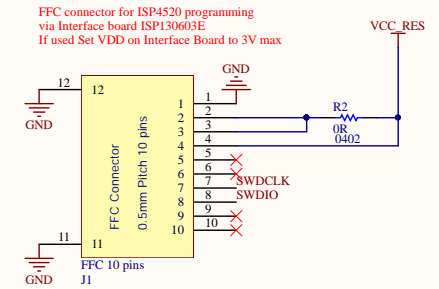 FFC connector for ISP4520 programming
via Interface board ISP130603E
If used Set VDD on Interface Board to 3V max
VCC_RES
GND
12 12
GND
1 1
2 2
3 3
4 4
5 5
6 6
7 7 SWDCLK
8 8 SWDIO
9 9
10 10
R2
0R
0402
FFC Connector
0.5mm Pitch 10 pins
11 11
GND
FFC 10 pins
J1